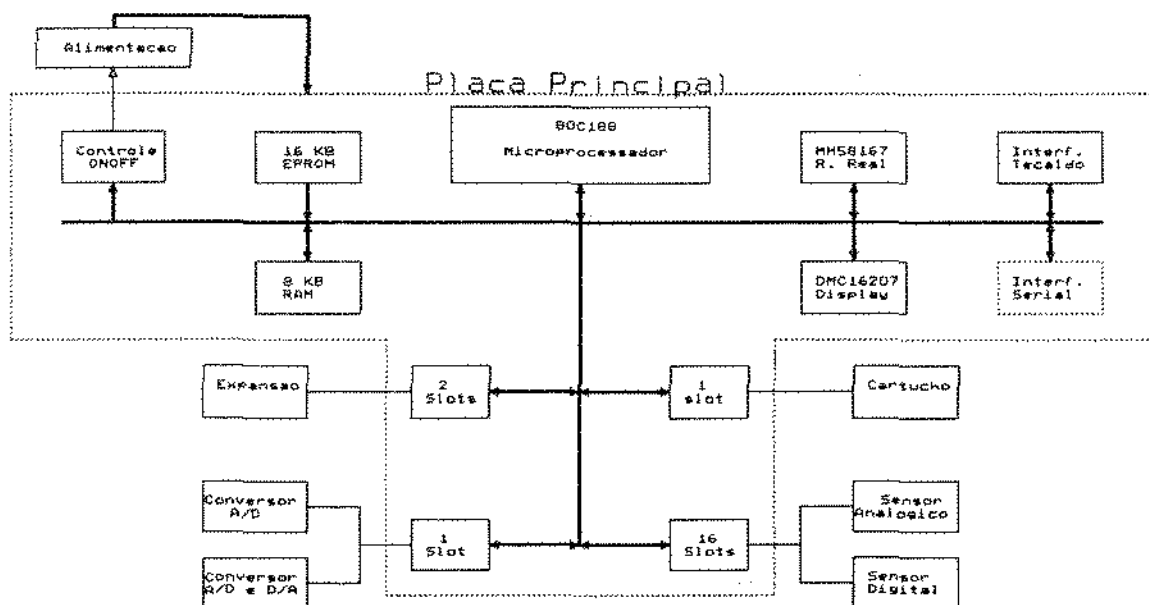 Alimentacao
Placa Principal
Controle
ONOFF
16 KB
EPROM
80C188
Microprocessador
MM58167
R. Real
Interf.
Tecaldo
8 KB
RAM
DMC16207
Display
Interf.
Serial
Expansao
2
Slots
1
slot
Cartucho
Conversor
A/D
Sensor
Analogico
1
Slot
16
Slots
Conversor
A/D e D/A
Sensor
Digital